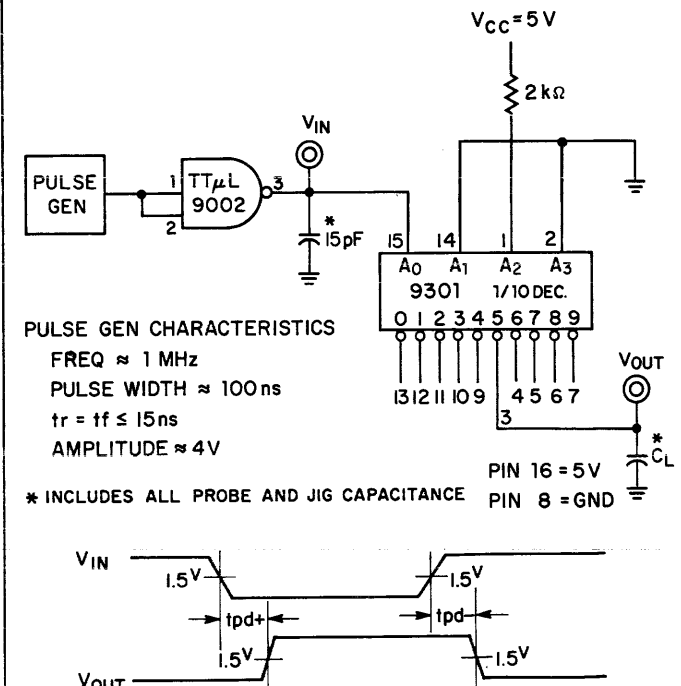 VCC=5V
2kΩ
VIN
PULSE GEN
1
2
TTμL 9002
3
*
15pF
15 14 1 2
A0 A1 A2 A3
9301 1/10 DEC.
0 1 2 3 4 5 6 7 8 9
13 12 11 10 9 4 5 6 7
3
VOUT
*
CL
PULSE GEN CHARACTERISTICS
FREQ ≈ 1 MHz
PULSE WIDTH ≈ 100ns
tr = tf ≤ 15ns
AMPLITUDE ≈ 4V
* INCLUDES ALL PROBE AND JIG CAPACITANCE
PIN 16 = 5V
PIN 8 = GND
VIN
1.5V
1.5V
tpd+
tpd-
1.5V
1.5V
VOUT